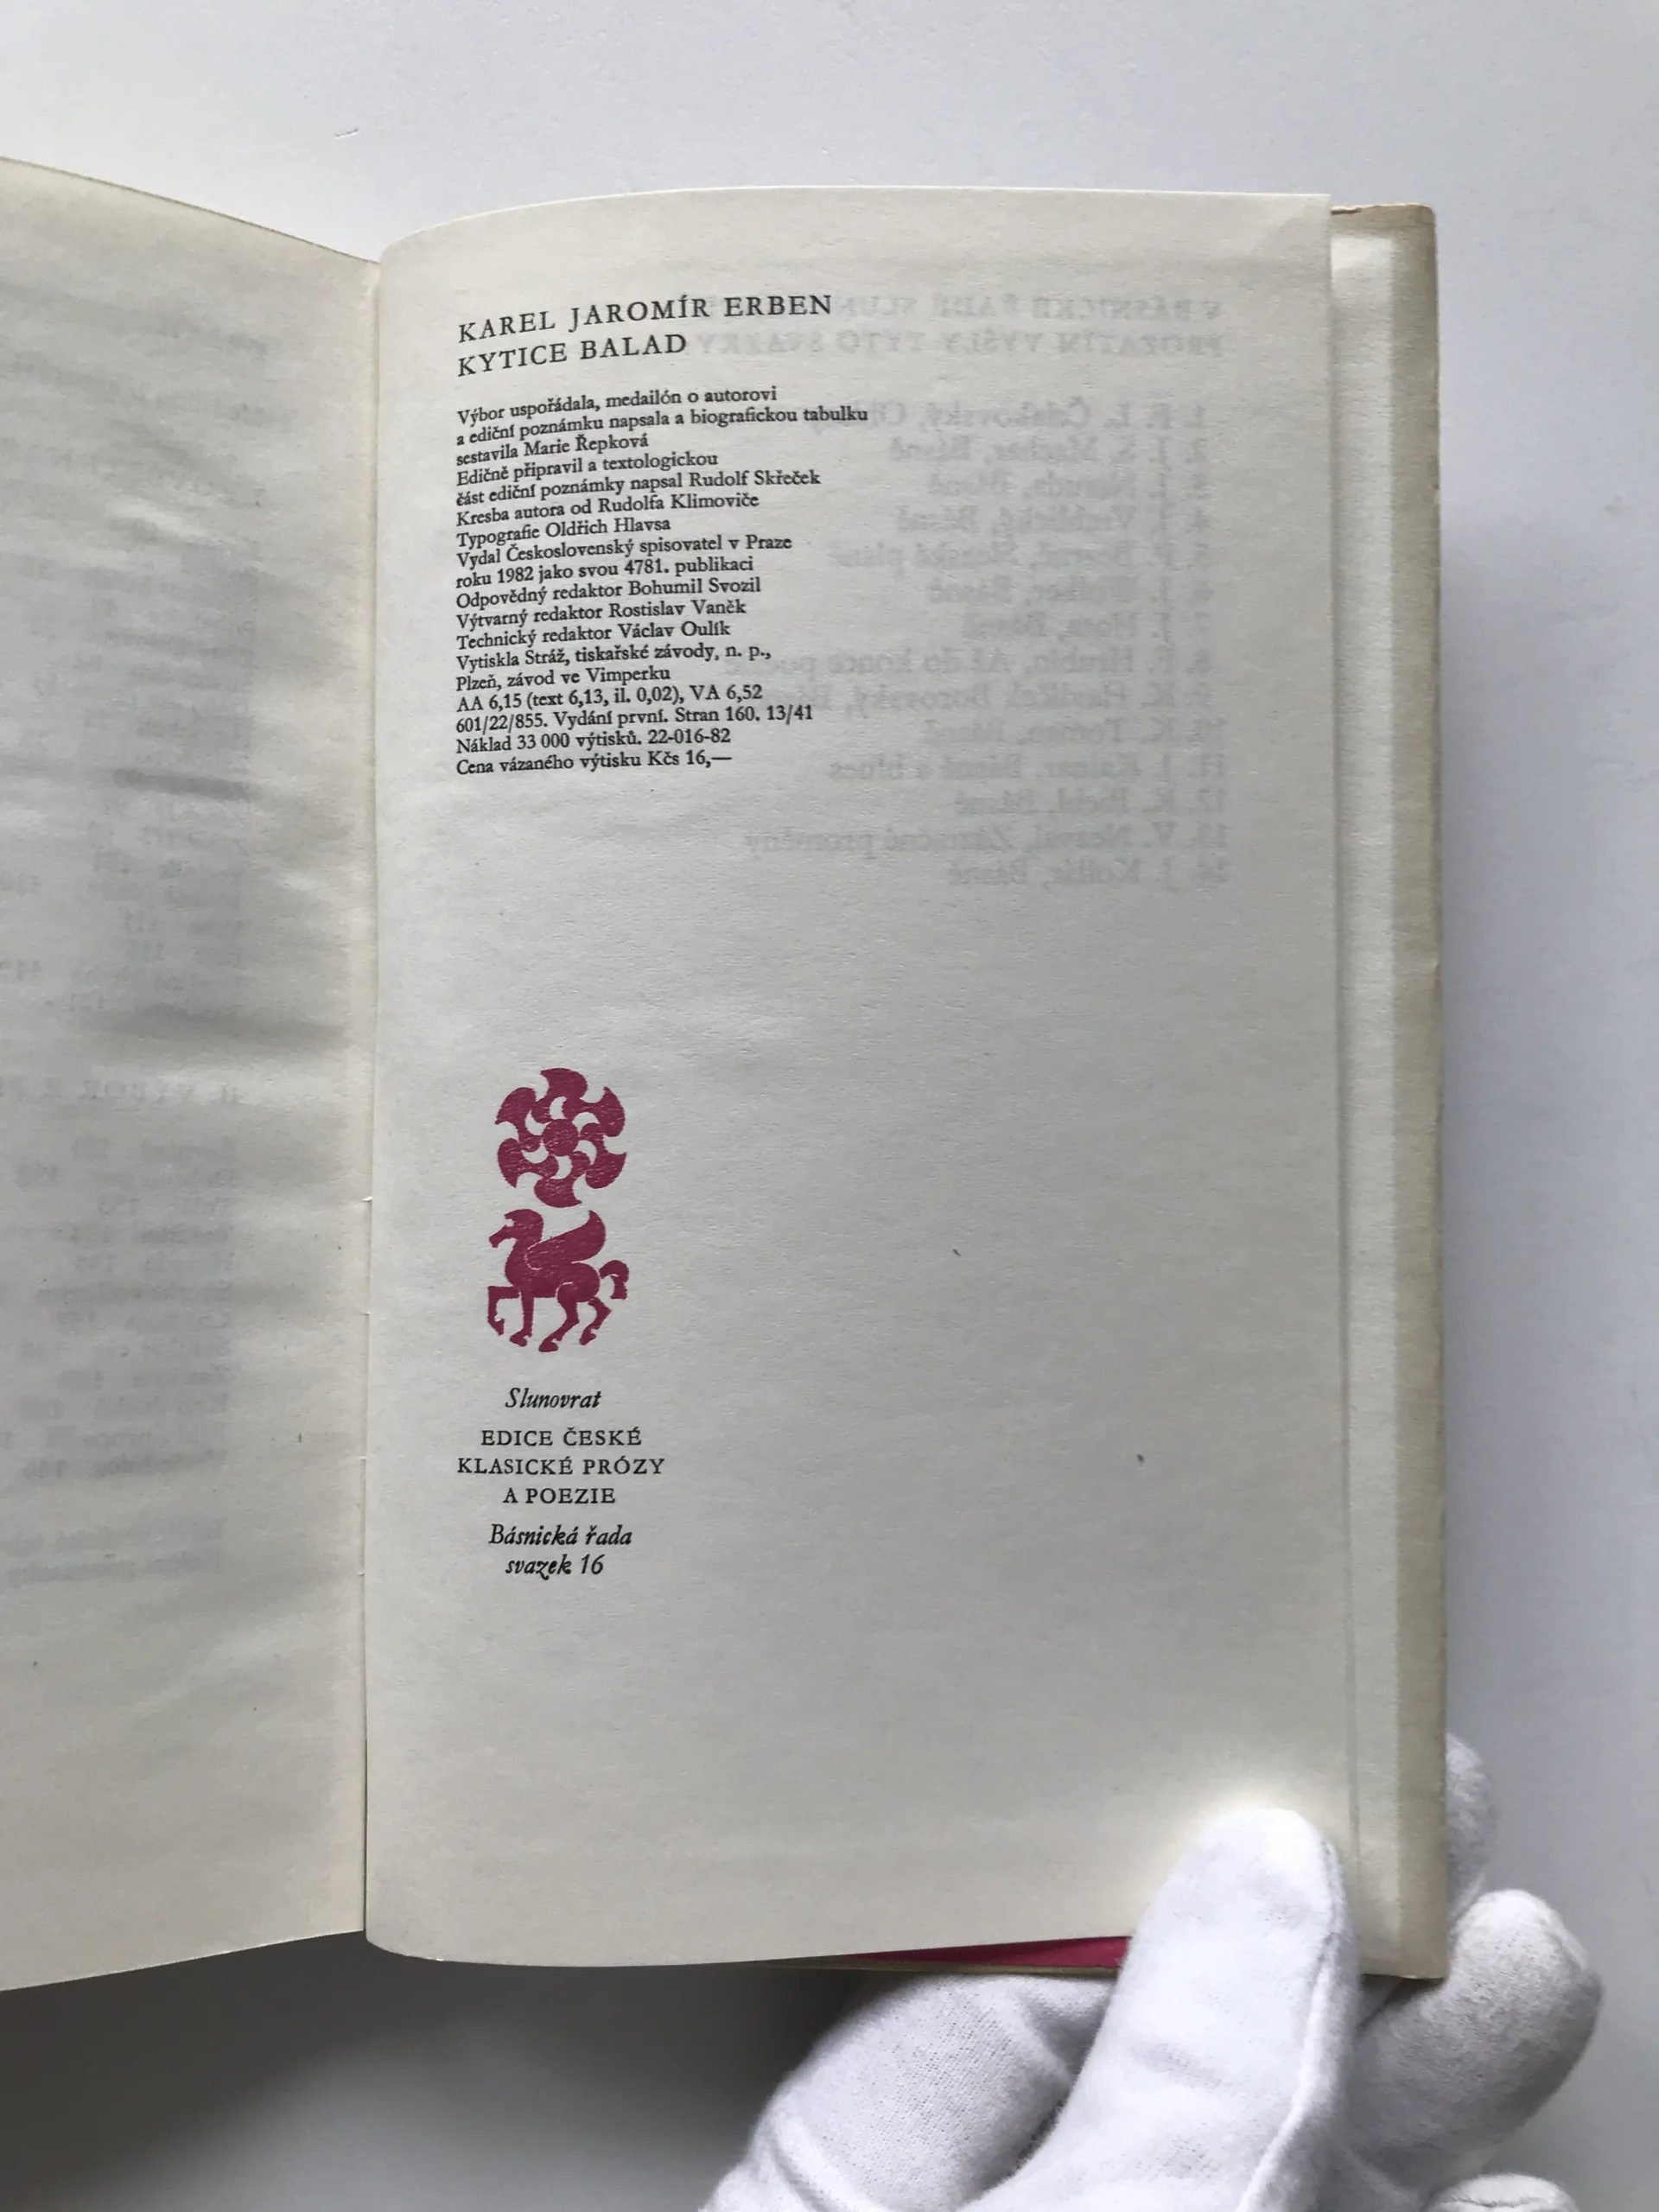 KAREL JAROMÍR ERBEN
KYTICE BALAD
Výbor uspořádala, medailón o autorovi
a ediční poznámku napsala a biografickou tabulku
sestavila Marie Řepková
Edičně připravil a textologickou
část ediční poznámky napsal Rudolf Skřeček
Kresba autora od Rudolfa Klimoviče
Typografie Oldřich Hlavsa
Vydal Československý spisovatel v Praze
roku 1982 jako svou 4781. publikaci
Odpovědný redaktor Bohumil Svozil
Výtvarný redaktor Rostislav Vaněk
Technický redaktor Václav Oulík
Vytiskla Stráž, tiskařské závody, n. p.,
Plzeň, závod ve Vimperku
AA 6,15 (text 6,13, il. 0,02), VA 6,52
601/22/855. Vydání první. Stran 160. 13/41
Náklad 33 000 výtisků. 22-016-82
Cena vázaného výtisku Kčs 16,—
Slunovrat
EDICE ČESKÉ
KLASICKÉ PRÓZY
A POEZIE
Básnická řada
svazek 16